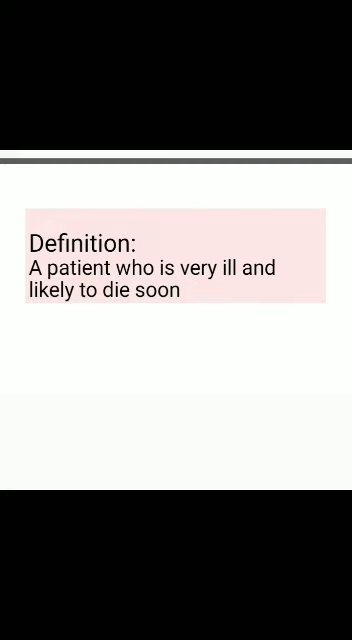 Definition:
A patient who is very ill and
likely to die soon